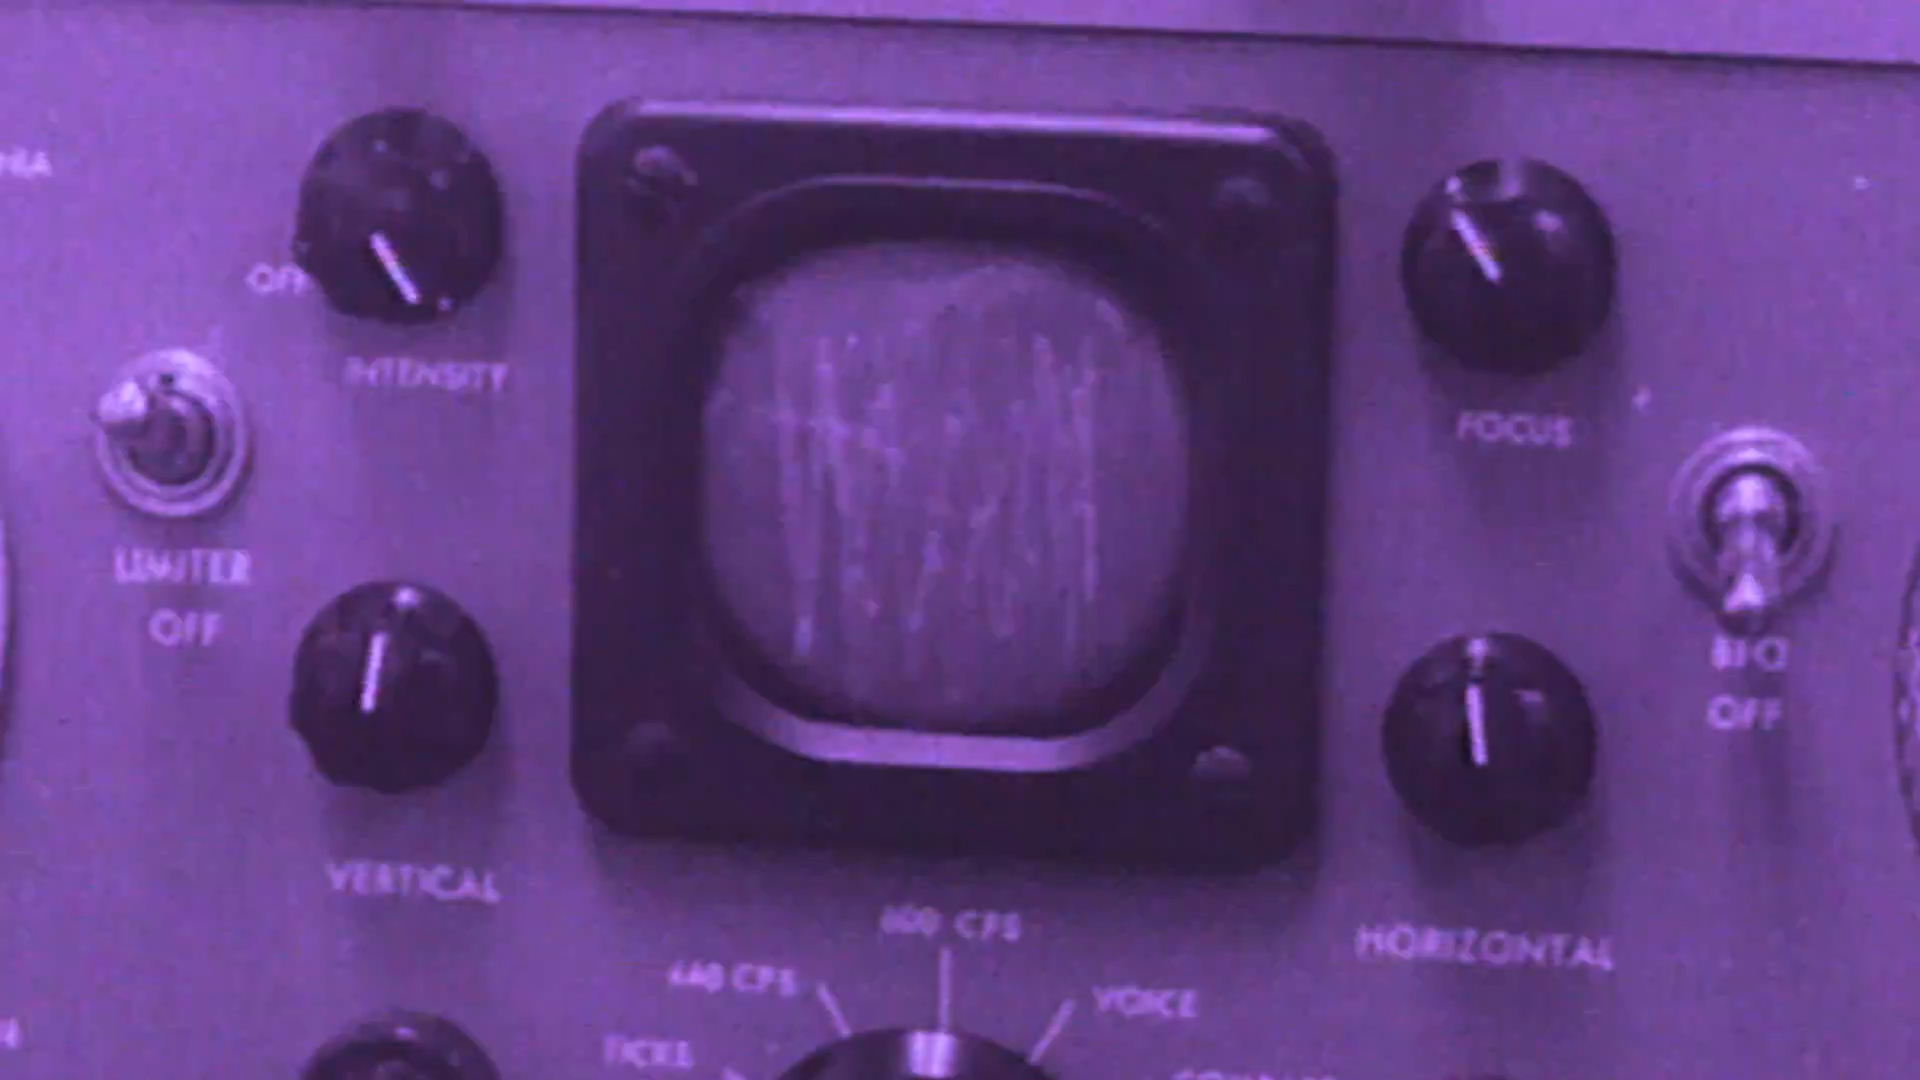 OFF
INTENSITY
FOCUS
LIMITER
OFF
BFO
OFF
VERTICAL
HORIZONTAL
600 CPS
440 CPS
VOICE
TICKS